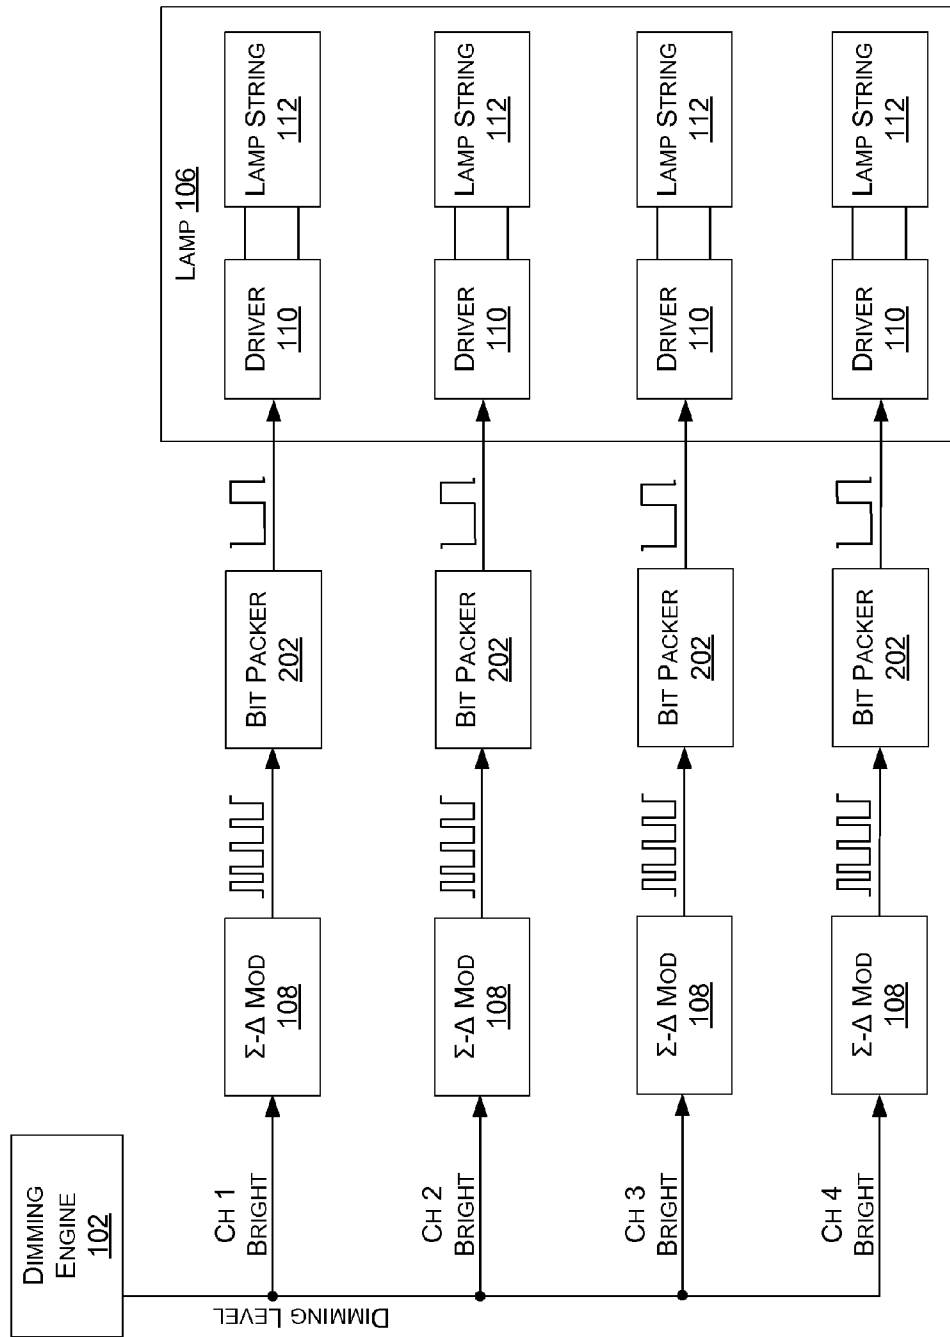 DIMMING
ENGINE
102
DIMMING LEVEL
CH 1
BRIGHT
Σ-Δ MOD
108
BIT PACKER
202
LAMP 106
DRIVER
110
LAMP STRING
112
CH 2
BRIGHT
Σ-Δ MOD
108
BIT PACKER
202
DRIVER
110
LAMP STRING
112
CH 3
BRIGHT
Σ-Δ MOD
108
BIT PACKER
202
DRIVER
110
LAMP STRING
112
CH 4
BRIGHT
Σ-Δ MOD
108
BIT PACKER
202
DRIVER
110
LAMP STRING
112